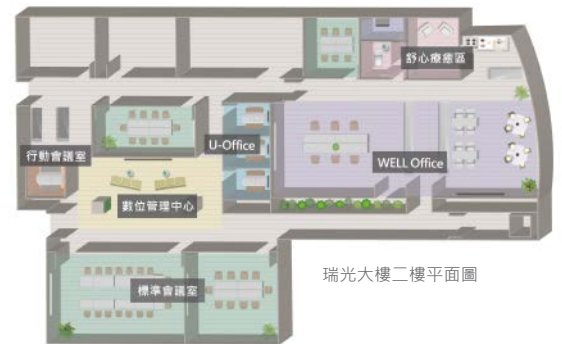 舒心療癒區
U-Office
行動會議室
WELL Office
數位管理中心
標準會議室
瑞光大樓二樓平面圖